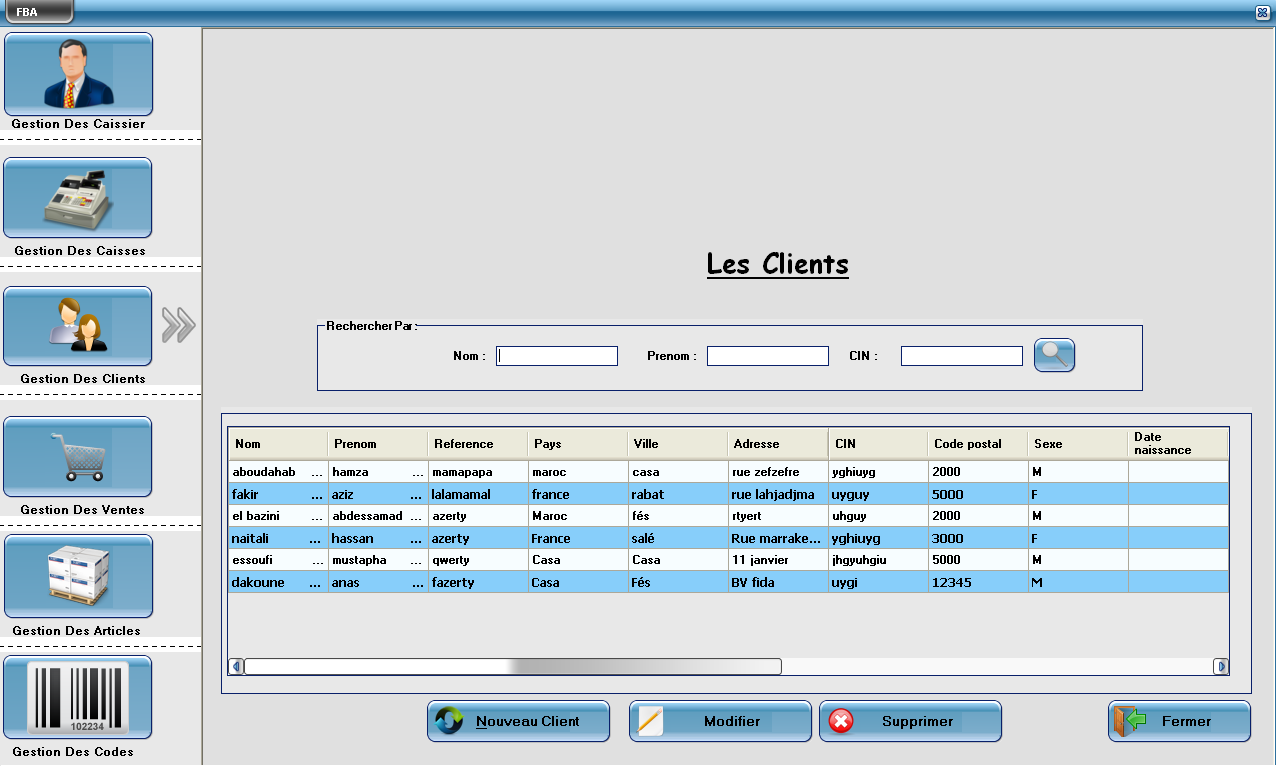 FBA
Gestion Des Caissier
Gestion Des Caisses
Gestion Des Clients
Gestion Des Ventes
Gestion Des Articles
102234
Gestion Des Codes
Les Clients
Rechercher Par :
Nom : Prenom : CIN :
Nom Prenom Reference Pays Ville Adresse CIN Code postal Sexe Date naissance
aboudahab ... hamza ... mamapapa maroc casa rue zefzefre yghiuyg 2000 M
fakir ... aziz ... lalamamal france rabat rue lahjadjma uyguy 5000 F
el bazini ... abdessamad ... azerty Maroc fés rtyert uhguy 2000 M
naitali ... hassan ... azerty France salé Rue marrake... yghiuyg 3000 F
essoufi ... mustapha ... qwerty Casa Casa 11 janvier jhgyuhgiu 5000 M
dakoune ... anas ... fazerty Casa Fés BV fida uygi 12345 M
Nouveau Client Modifier Supprimer Fermer